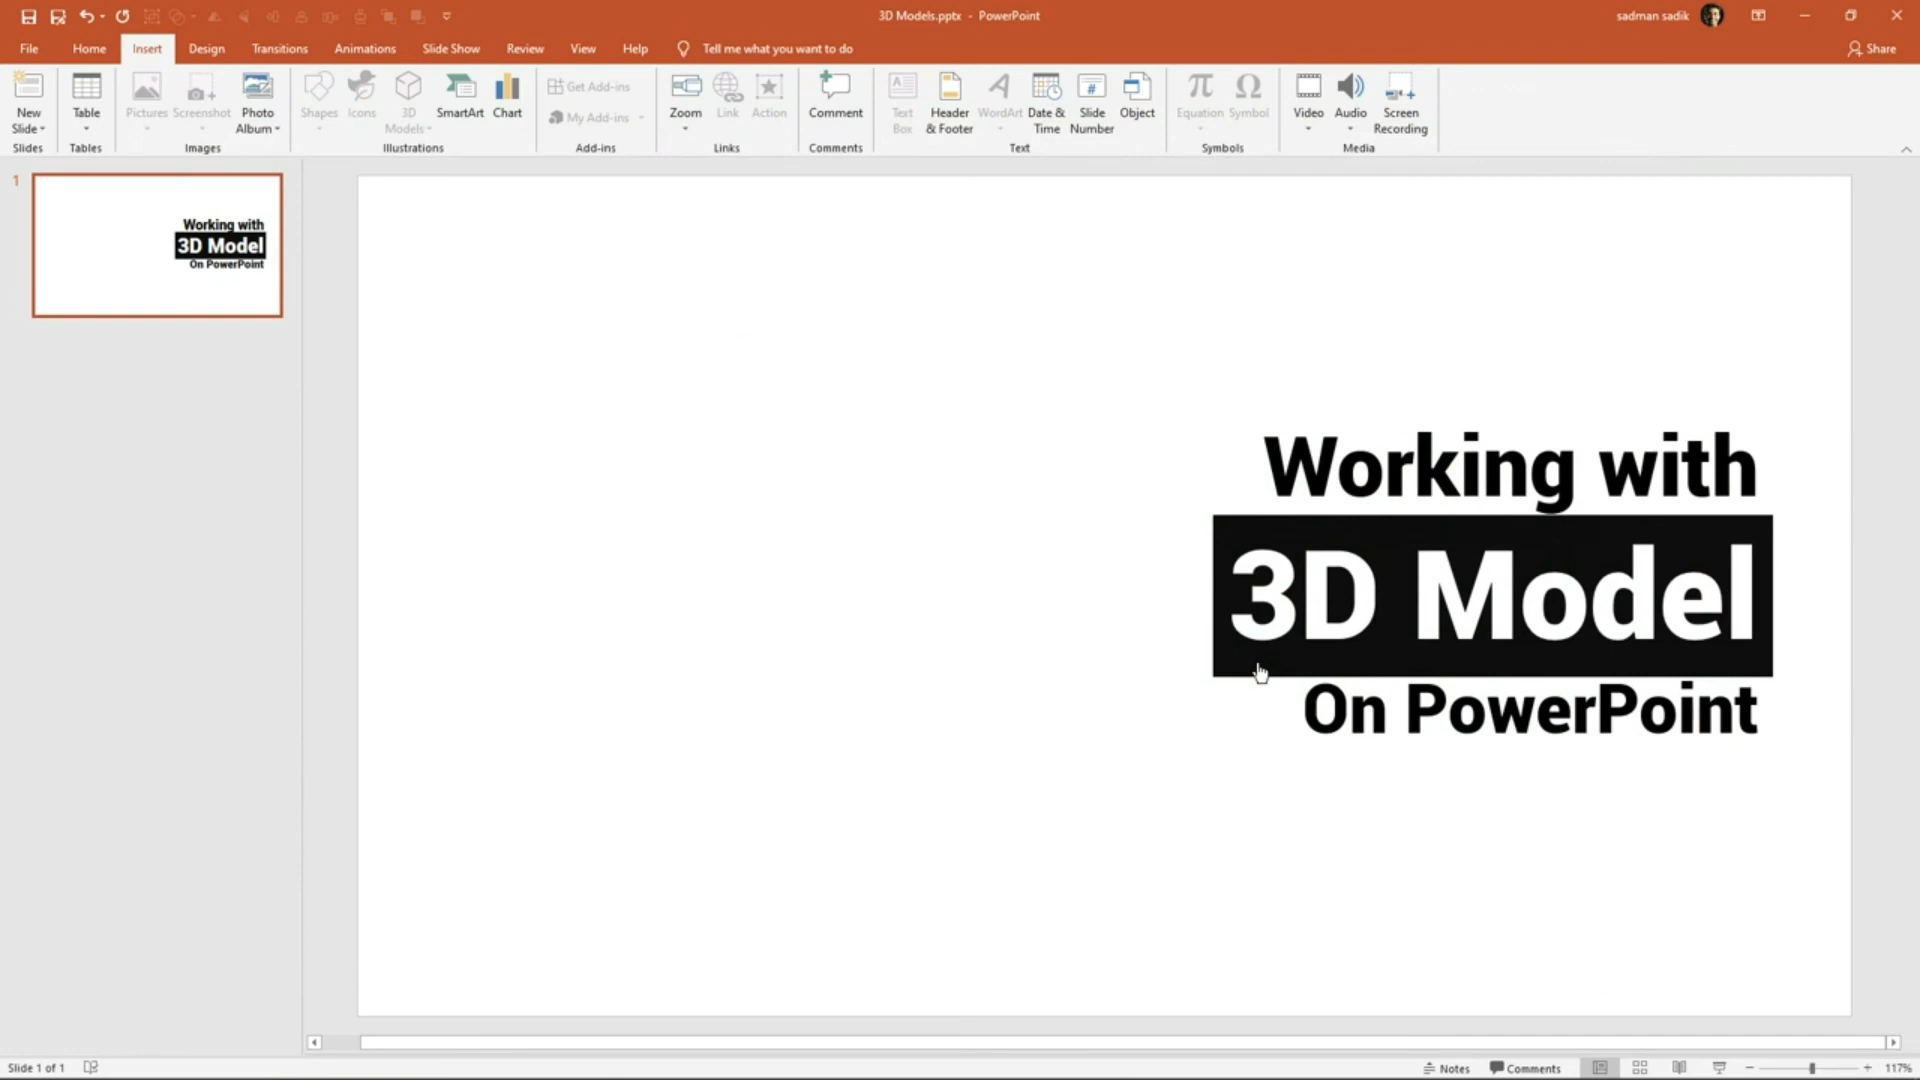 3D Models.pptx - PowerPoint
sadman sadik
File Home Insert Design Transitions Animations Slide Show Review View Help Tell me what you want to do
Share
New Slide
Table
Pictures
Screenshot
Photo Album
Shapes
Icons
3D Models
SmartArt
Chart
Get Add-ins
My Add-ins
Zoom
Link
Action
Comment
Text Box
Header & Footer
WordArt
Date & Time
Slide Number
Object
Equation
Symbol
Video
Audio
Screen Recording
Slides Tables Images Illustrations Add-ins Links Comments Text Symbols Media
1
Working with
3D Model
On PowerPoint
Working with
3D Model
On PowerPoint
Slide 1 of 1
Notes Comments 117%